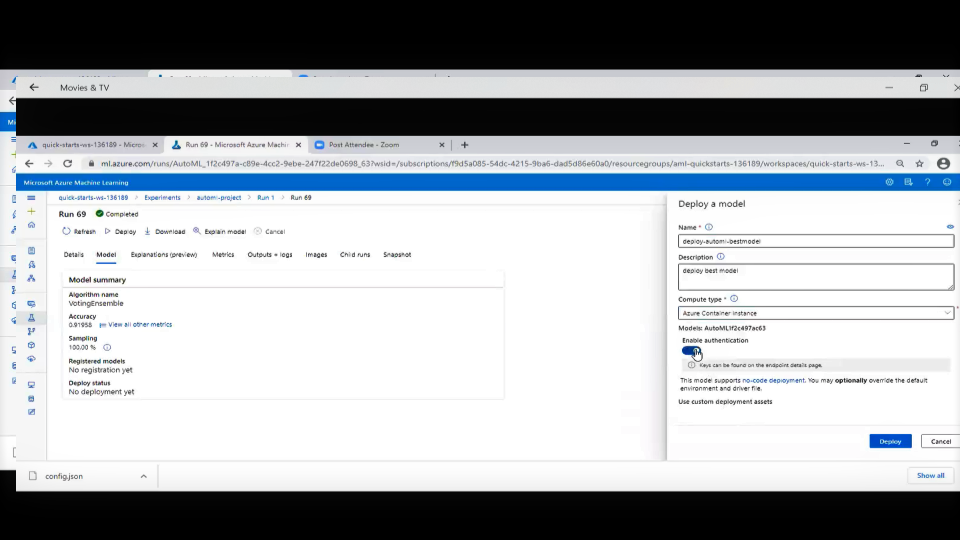 Movies & TV
quick-starts-ws-136189 - Micros
Run 69 - Microsoft Azure Machin
Post Attendee - Zoom
ml.azure.com/runs/AutoML_1f2c497a-c89e-4cc2-9ebe-247f22de0698_63?wsid=/subscriptions/f9d5a085-54dc-4215-9ba6-dad5d86e60a0/resourcegroups/aml-quickstarts-136189/workspaces/quick-starts-ws-13...
Microsoft Azure Machine Learning
quick-starts-ws-136189 > Experiments > automl-project > Run 1 > Run 69
Run 69 Completed
Refresh Deploy Download Explain model Cancel
Details Model Explanations (preview) Metrics Outputs + logs Images Child runs Snapshot
Model summary
Algorithm name
VotingEnsemble
Accuracy
0.91958 View all other metrics
Sampling
100.00 %
Registered models
No registration yet
Deploy status
No deployment yet
Deploy a model
Name *
deploy-automl-bestmodel
Description
deploy best model
Compute type *
Azure Container Instance
Models: AutoML1f2c497ac63
Enable authentication
Keys can be found on the endpoint details page.
This model supports no-code deployment. You may optionally override the default
environment and driver file.
Use custom deployment assets
Deploy Cancel
config.json
Show all